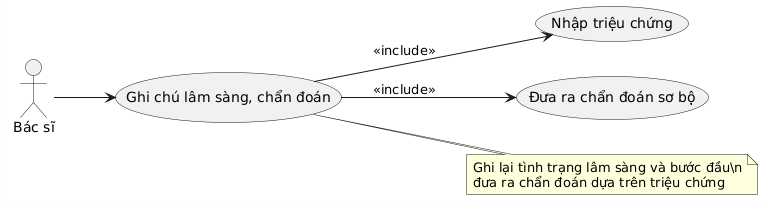 Nhập triệu chứng
«include»
Bác sĩ
Ghi chú lâm sàng, chẩn đoán
«include»
Đưa ra chẩn đoán sơ bộ
Ghi lại tình trạng lâm sàng và bước đầu\n
đưa ra chẩn đoán dựa trên triệu chứng